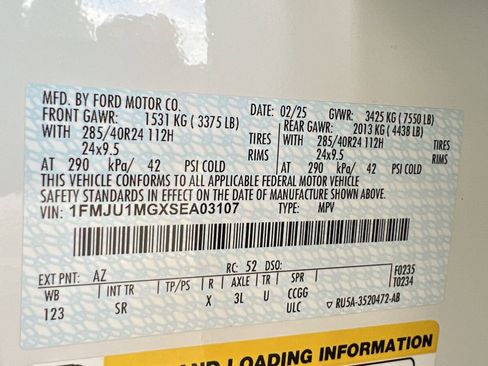 MFD. BY FORD MOTOR CO.
DATE: 02/25 GVWR: 3425 KG ( 7550 LB)
FRONT GAWR: 1531 KG ( 3375 LB) REAR GAWR: 2013 KG ( 4438 LB)
WITH 285/40R24 112H TIRES WITH 285/40R24 112H TIRES
24x9.5 RIMS 24x9.5 RIMS
AT 290 kPa/ 42 PSI COLD AT 290 kPa/ 42 PSI COLD
THIS VEHICLE CONFORMS TO ALL APPLICABLE FEDERAL MOTOR VEHICLE
SAFETY STANDARDS IN EFFECT ON THE DATE OF MANUFACTURE SHOWN ABOVE.
VIN: 1FMJU1MGXSEA03107 TYPE: MPV
EXT PNT: AZ RC: 52 DSO: F0235
WB INT TR TP/PS R AXLE TR SPR T0234
123 SR X 3L U CCGG
ULC ▽ RU5A-3520472-AB
AND LOADING INFORMATION